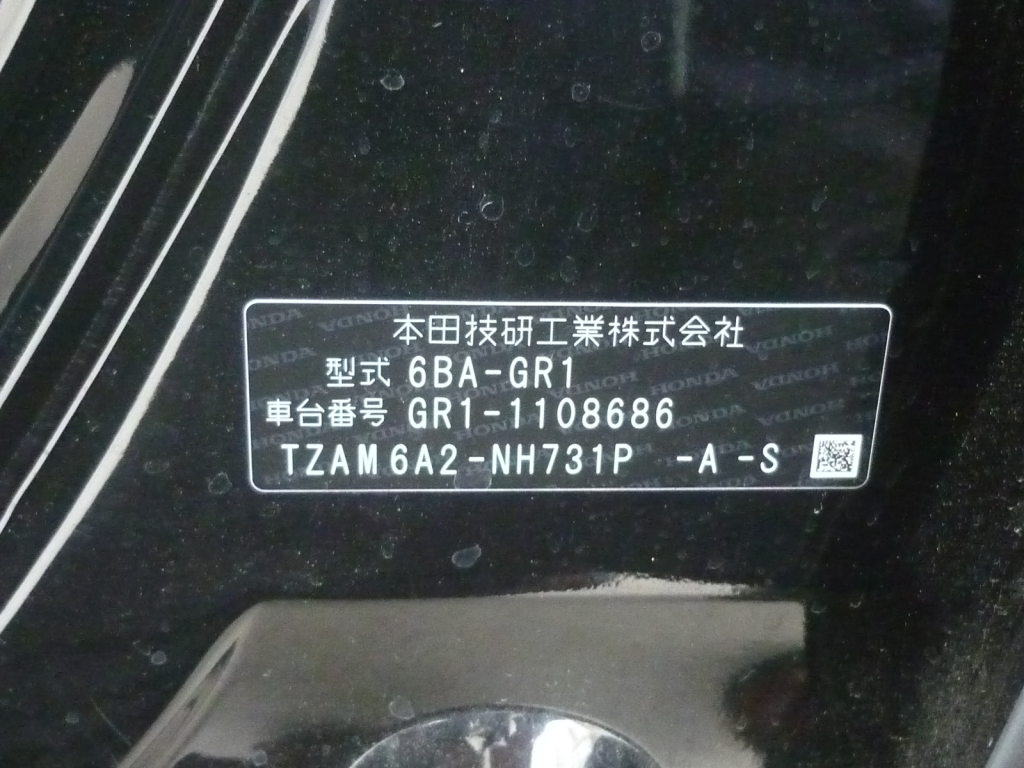 本田技研工業株式会社
型式 6BA-GR1
車台番号 GR1-1108686
TZAM6A2-NH731P -A-S